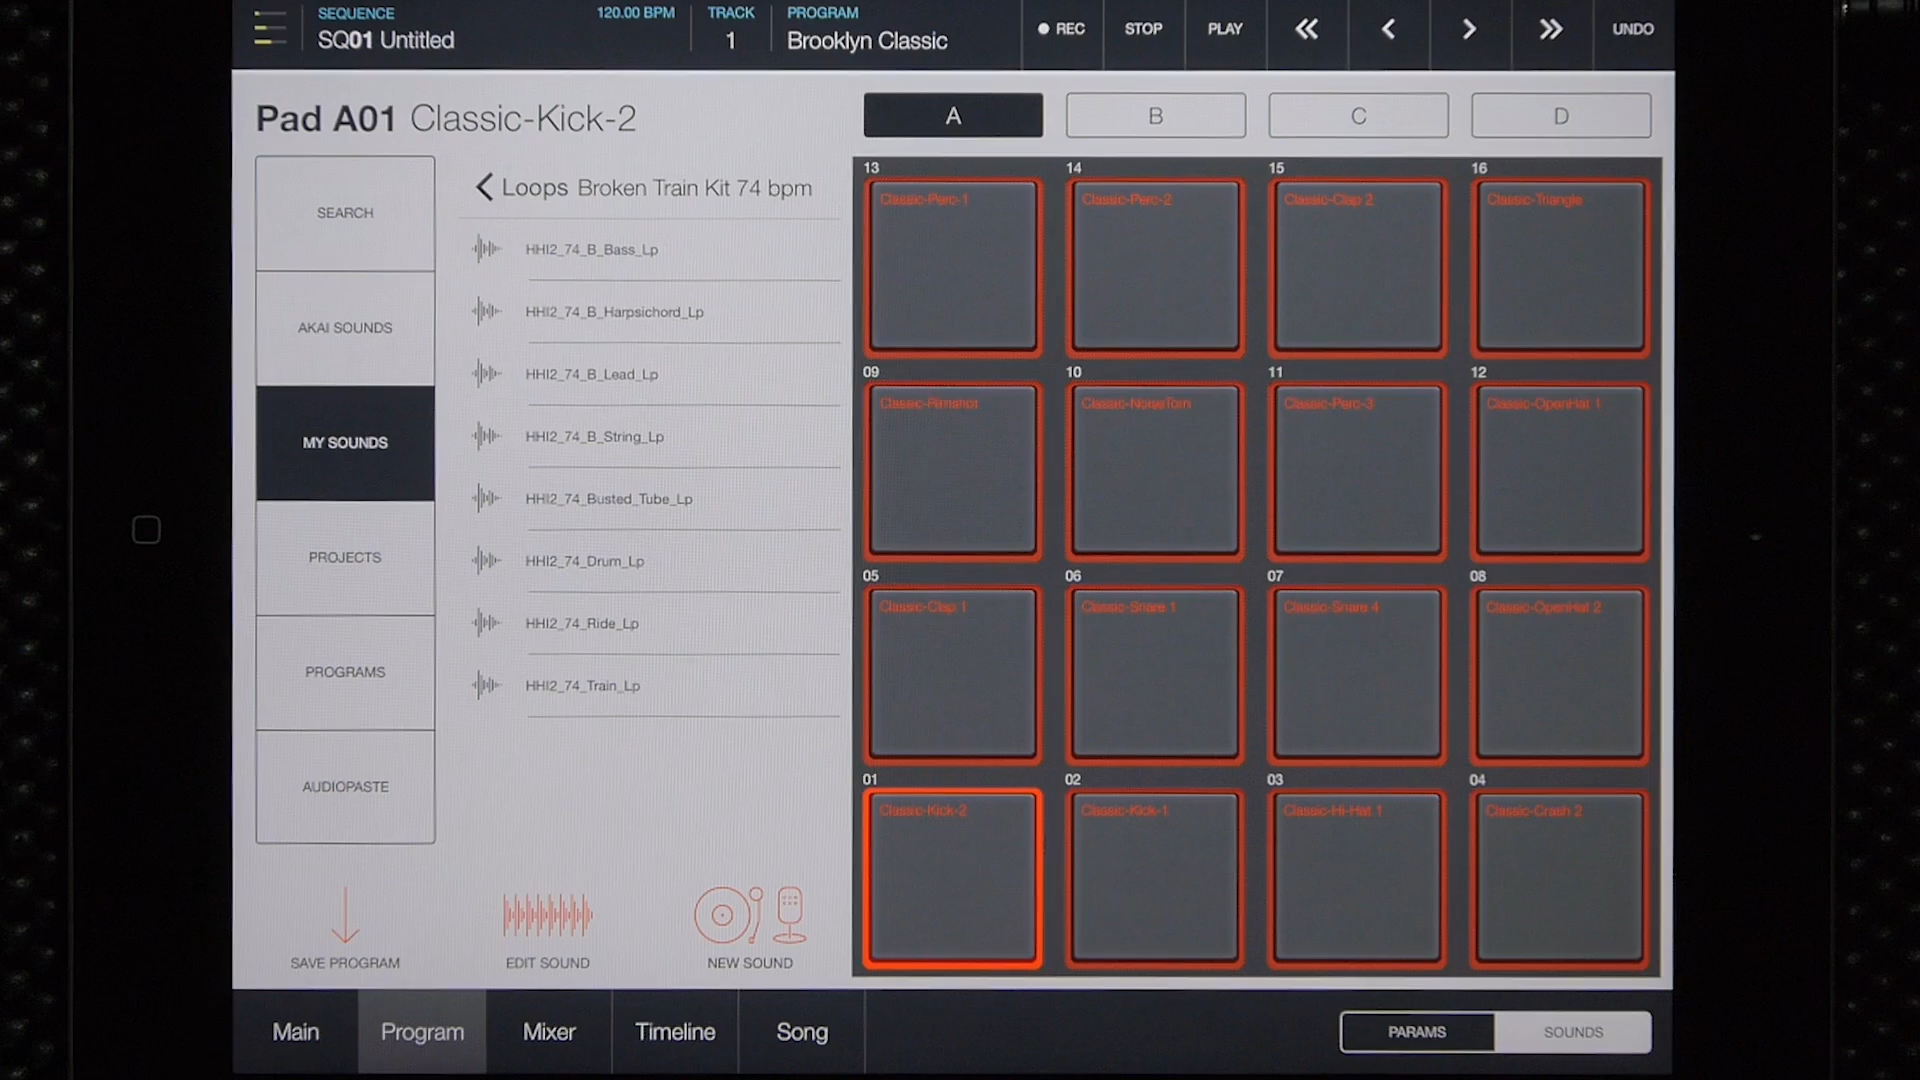 SEQUENCE 120.00 BPM TRACK PROGRAM
SQ01 Untitled 1 Brooklyn Classic
REC STOP PLAY UNDO
Pad A01 Classic-Kick-2
A B C D
SEARCH
AKAI SOUNDS
MY SOUNDS
PROJECTS
PROGRAMS
AUDIOPASTE
Loops Broken Train Kit 74 bpm
HHI2_74_B_Bass_Lp
HHI2_74_B_Harpsichord_Lp
HHI2_74_B_Lead_Lp
HHI2_74_B_String_Lp
HHI2_74_Busted_Tube_Lp
HHI2_74_Drum_Lp
HHI2_74_Ride_Lp
HHI2_74_Train_Lp
13 14 15 16
Classic-Perc-1 Classic-Perc-2 Classic-Clap 2 Classic-Triangle
09 10 11 12
Classic-Rimshot Classic-NoiseTom Classic-Perc-3 Classic-OpenHat 1
05 06 07 08
Classic-Clap 1 Classic-Snare 1 Classic-Snare 4 Classic-OpenHat 2
01 02 03 04
Classic-Kick-2 Classic-Kick-1 Classic-Hi-Hat 1 Classic-Crash 2
SAVE PROGRAM EDIT SOUND NEW SOUND
Main Program Mixer Timeline Song
PARAMS SOUNDS